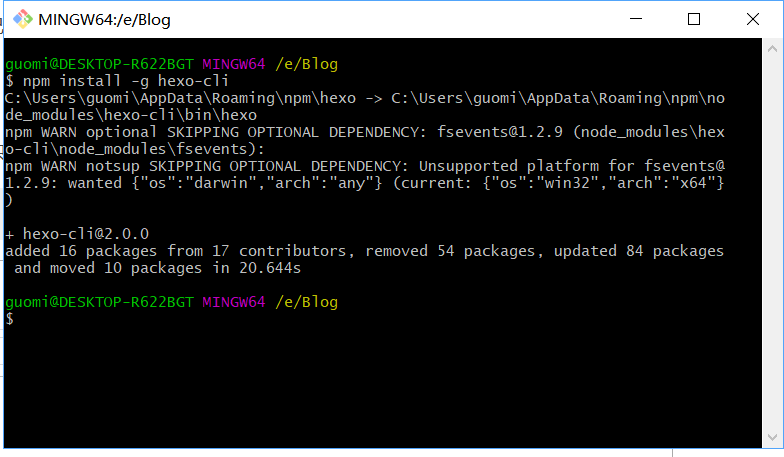 MINGW64:/e/Blog
guomi@DESKTOP-R622BGT MINGW64 /e/Blog
$ npm install -g hexo-cli
C:\Users\guomi\AppData\Roaming\npm\hexo -> C:\Users\guomi\AppData\Roaming\npm\no
de_modules\hexo-cli\bin\hexo
npm WARN optional SKIPPING OPTIONAL DEPENDENCY: fsevents@1.2.9 (node_modules\hex
o-cli\node_modules\fsevents):
npm WARN notsup SKIPPING OPTIONAL DEPENDENCY: Unsupported platform for fsevents@
1.2.9: wanted {"os":"darwin","arch":"any"} (current: {"os":"win32","arch":"x64"}
)
+ hexo-cli@2.0.0
added 16 packages from 17 contributors, removed 54 packages, updated 84 packages
 and moved 10 packages in 20.644s
guomi@DESKTOP-R622BGT MINGW64 /e/Blog
$